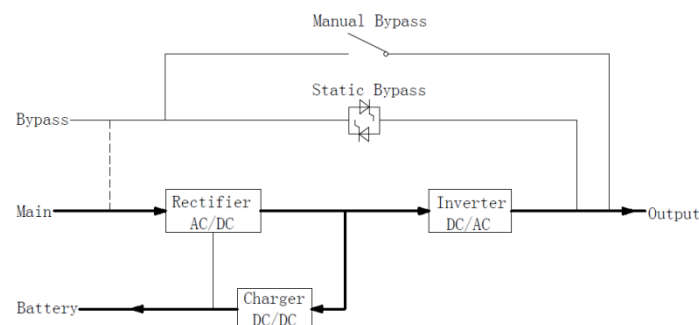 Manual Bypass
Static Bypass
Bypass
Main
Rectifier
AC/DC
Inverter
DC/AC
Output
Battery
Charger
DC/DC